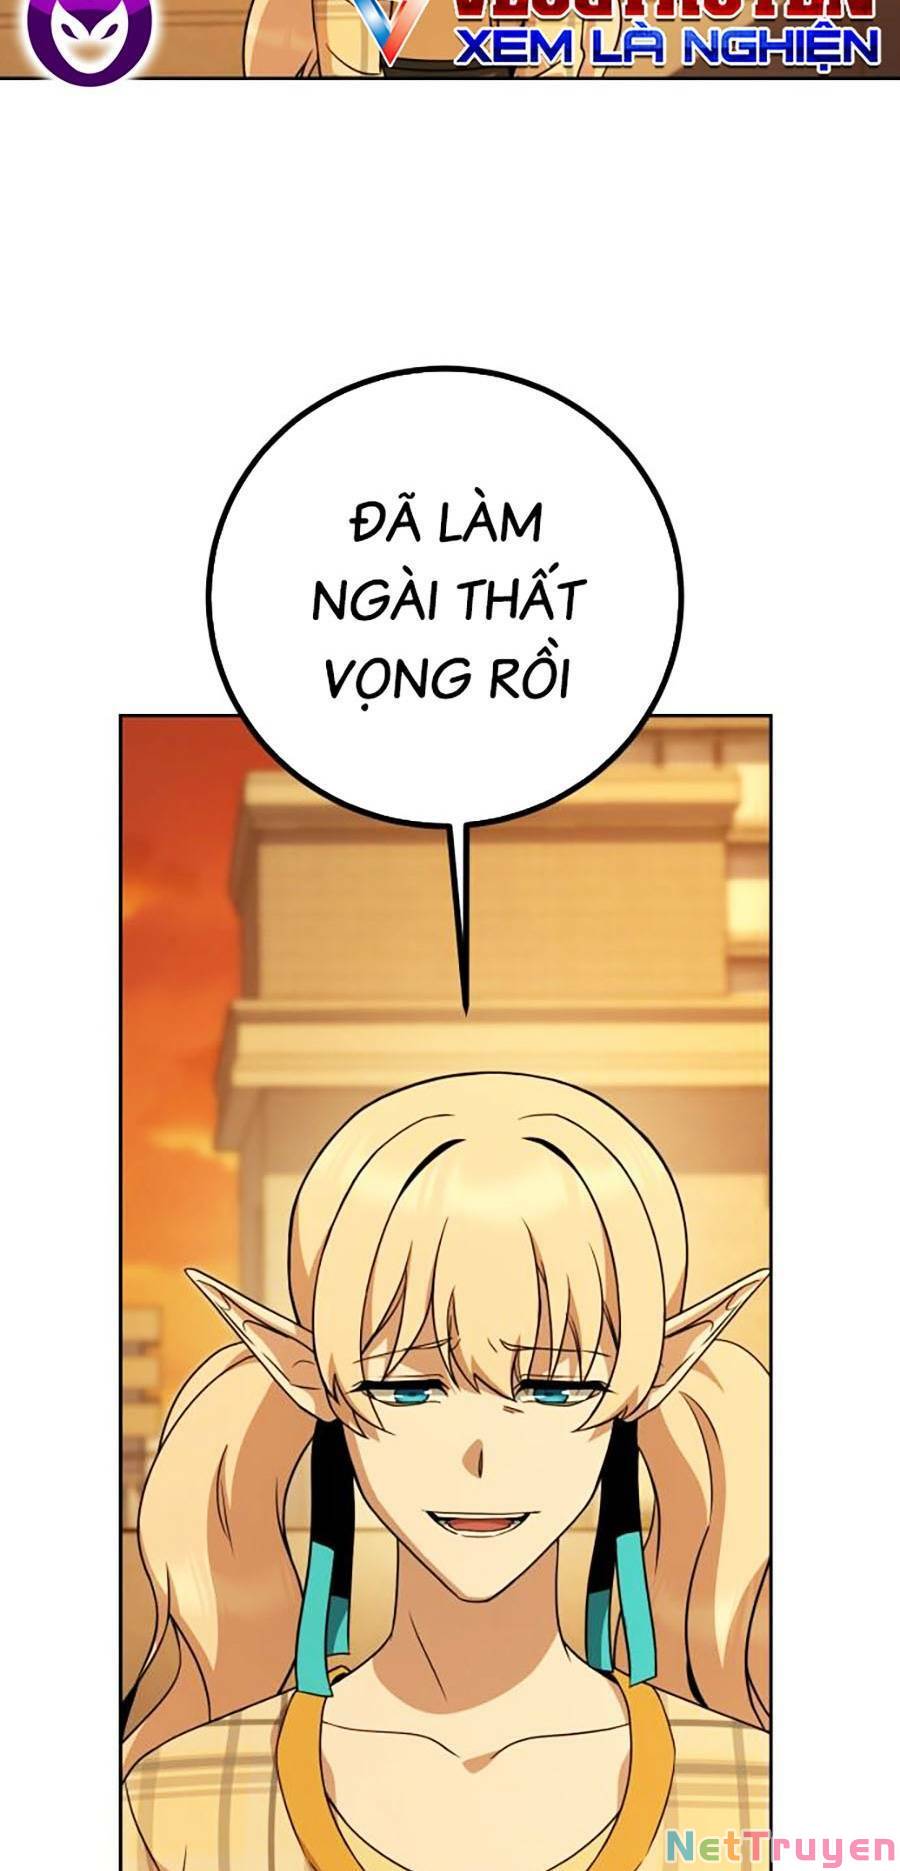 XEM LÀ NGHIỆN
ĐÃ LÀM
NGÀI THẤT
VỌNG RỒI
NetTruyen